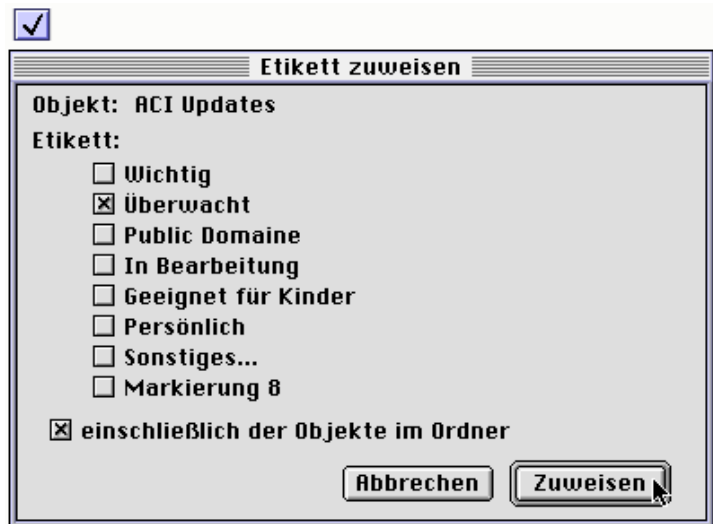 Etikett zuweisen
Objekt: ACI Updates
Etikett:
Wichtig
Überwacht
Public Domaine
In Bearbeitung
Geeignet für Kinder
Persönlich
Sonstiges...
Markierung 8
einschließlich der Objekte im Ordner
Abbrechen Zuweisen